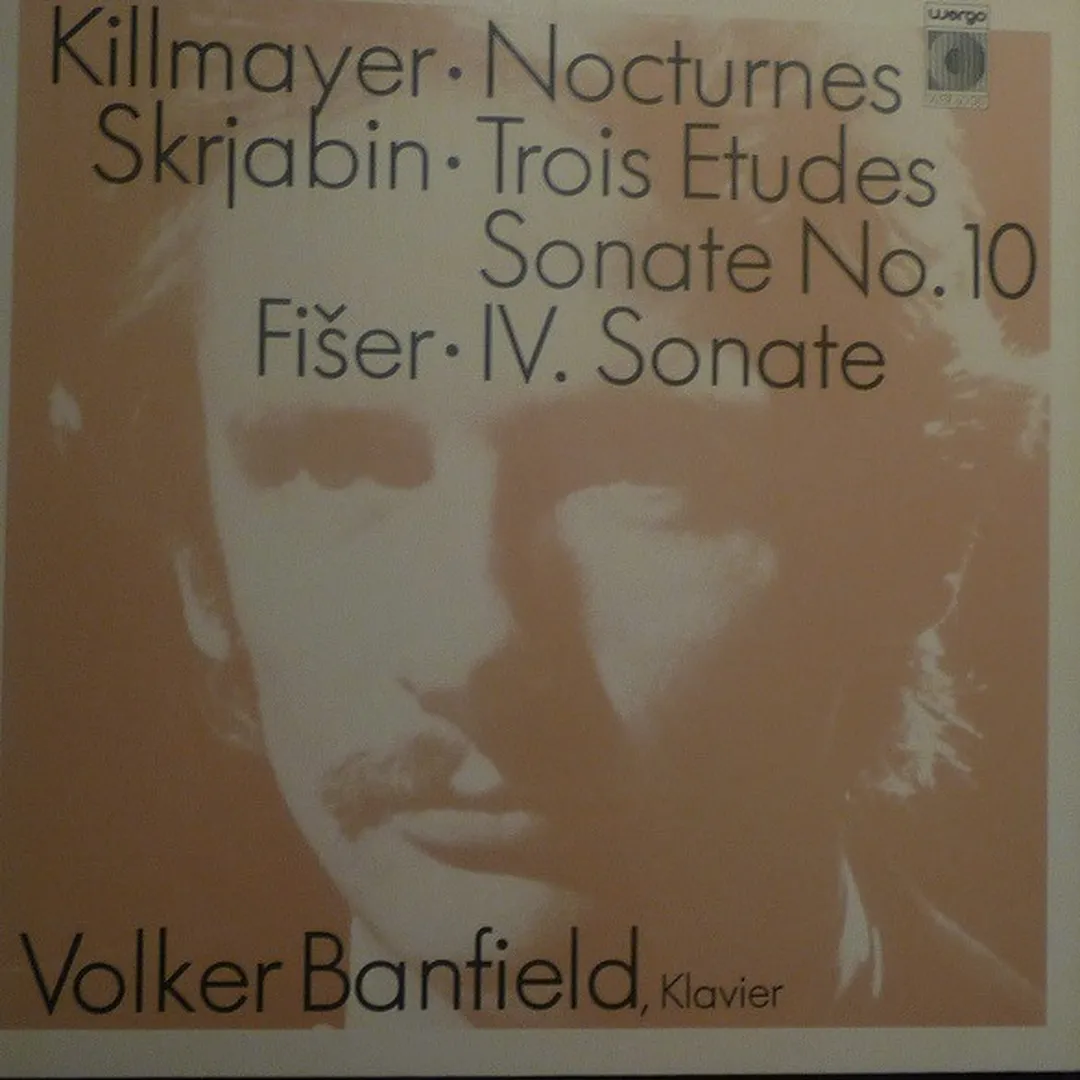 wergo
Killmayer · Nocturnes
Skrjabin · Trois Etudes
Sonate No. 10
Fišer · IV. Sonate
Volker Banfield, Klavier